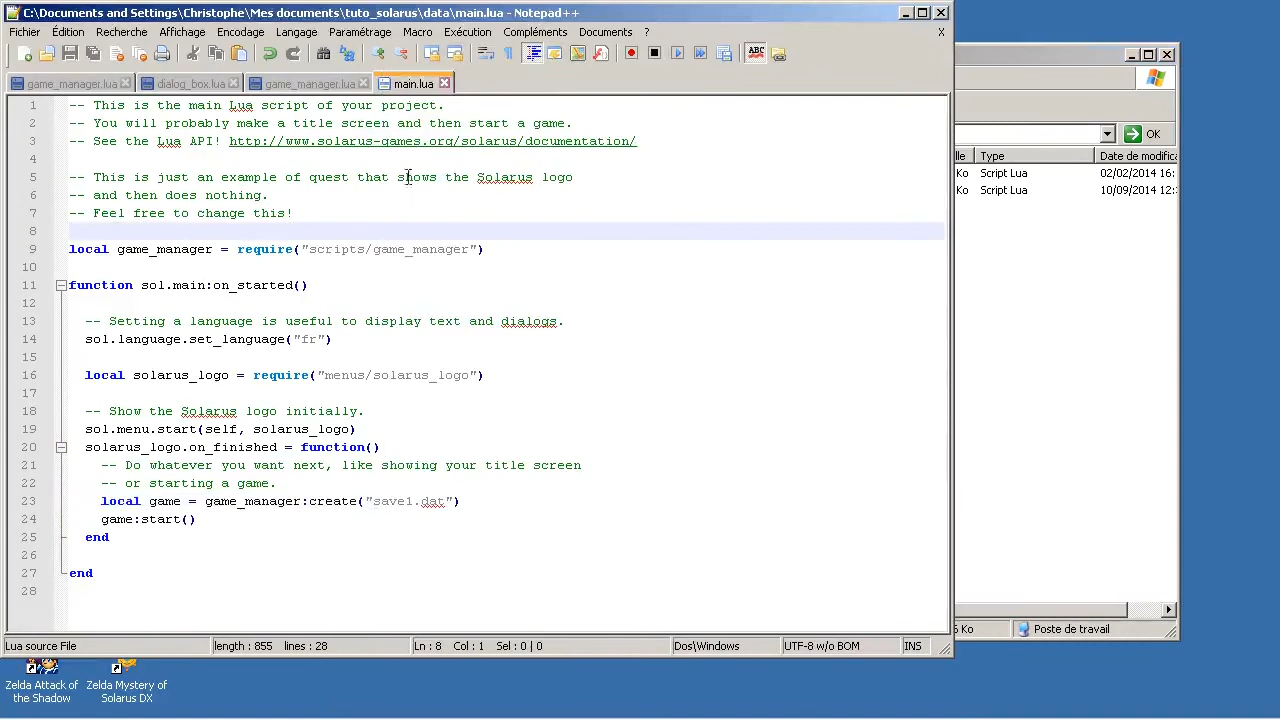 C:\Documents and Settings\Christophe\Mes documents\tuto_solarus\data\main.lua - Notepad++
Fichier Édition Recherche Affichage Encodage Langage Paramétrage Macro Exécution Compléments Documents ? X
ABC
OK
game_manager.lua dialog_box.lua game_manager.lua main.lua
lle Type Date de modifica
Ko Script Lua 02/02/2014 16:
Ko Script Lua 10/09/2014 12:
1 -- This is the main Lua script of your project.
2 -- You will probably make a title screen and then start a game.
3 -- See the Lua API! http://www.solarus-games.org/solarus/documentation/
4
5 -- This is just an example of quest that shows the Solarus logo
6 -- and then does nothing.
7 -- Feel free to change this!
8
9 local game_manager = require("scripts/game_manager")
10
11 function sol.main:on_started()
12
13 -- Setting a language is useful to display text and dialogs.
14 sol.language.set_language("fr")
15
16 local solarus_logo = require("menus/solarus_logo")
17
18 -- Show the Solarus logo initially.
19 sol.menu.start(self, solarus_logo)
20 solarus_logo.on_finished = function()
21 -- Do whatever you want next, like showing your title screen
22 -- or starting a game.
23 local game = game_manager:create("save1.dat")
24 game:start()
25 end
26
27 end
28
Lua source File length : 855 lines : 28 Ln : 8 Col : 1 Sel : 0 | 0 Dos\Windows UTF-8 w/o BOM INS
Ko Poste de travail
Zelda Attack of the Shadow
Zelda Mystery of Solarus DX